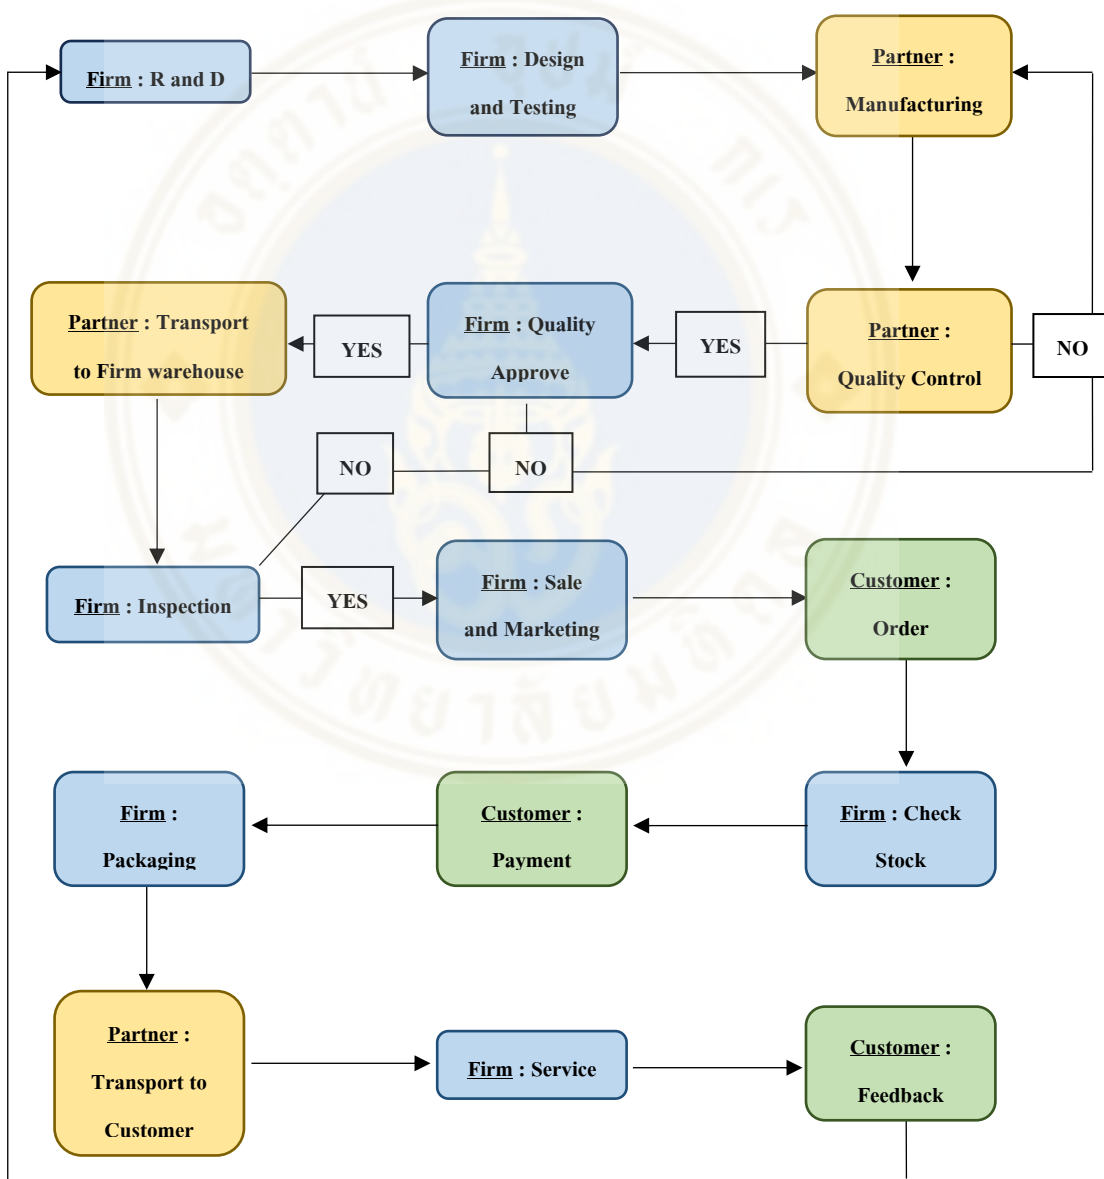 Firm : R and D
Firm : Design
and Testing
Partner :
Manufacturing
Partner : Transport
to Firm warehouse
YES
Firm : Quality
Approve
YES
Partner :
Quality Control
NO
NO
NO
Firm : Inspection
YES
Firm : Sale
and Marketing
Customer :
Order
Firm :
Packaging
Customer :
Payment
Firm : Check
Stock
Partner :
Transport to
Customer
Firm : Service
Customer :
Feedback